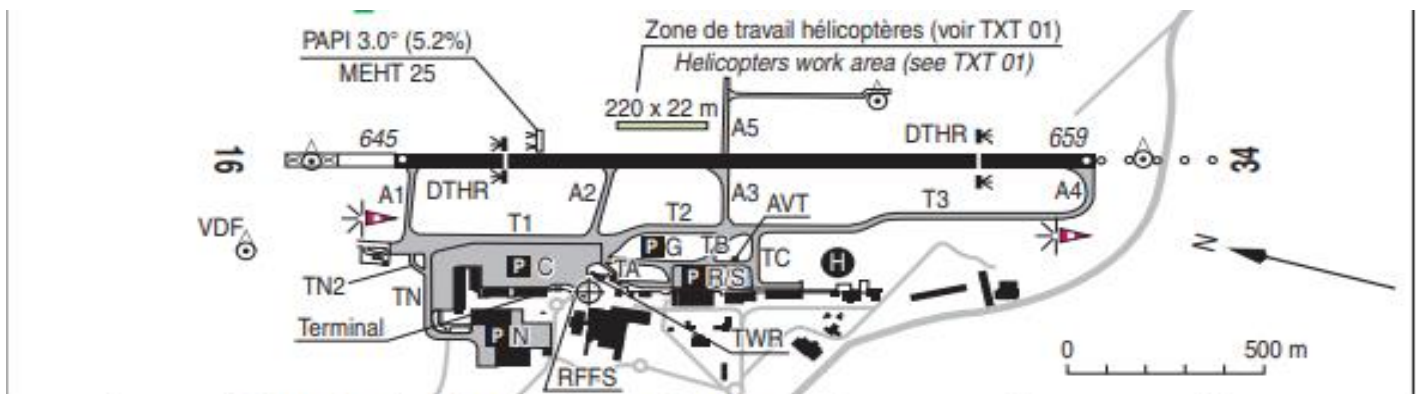 PAPI 3.0° (5.2%)
MEHT 25
Zone de travail hélicoptères (voir TXT 01)
Helicopters work area (see TXT 01)
220 x 22 m
A5
16
645
DTHR
659
34
A1
DTHR
A2
A3
T3
A4
VDF
T1
T2
AVT
P G
TB
TC
H
N
TN2
P C
TA
P R/S
TN
Terminal
P N
TWR
RFFS
0
500 m